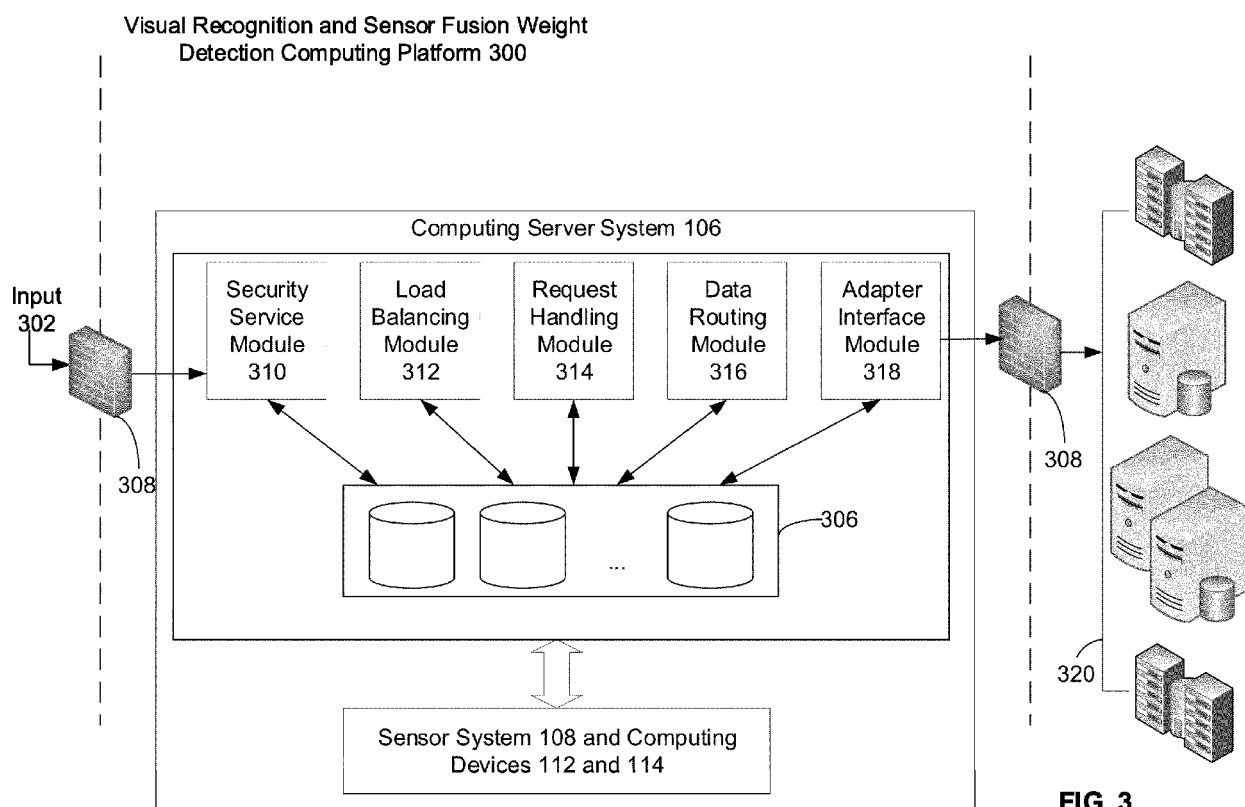 Visual Recognition and Sensor Fusion Weight
Detection Computing Platform 300
Computing Server System 106
Input
302
Security
Service
Module
310
Load
Balancing
Module
312
Request
Handling
Module
314
Data
Routing
Module
316
Adapter
Interface
Module
318
308
308
306
...
320
Sensor System 108 and Computing
Devices 112 and 114
FIG. 3